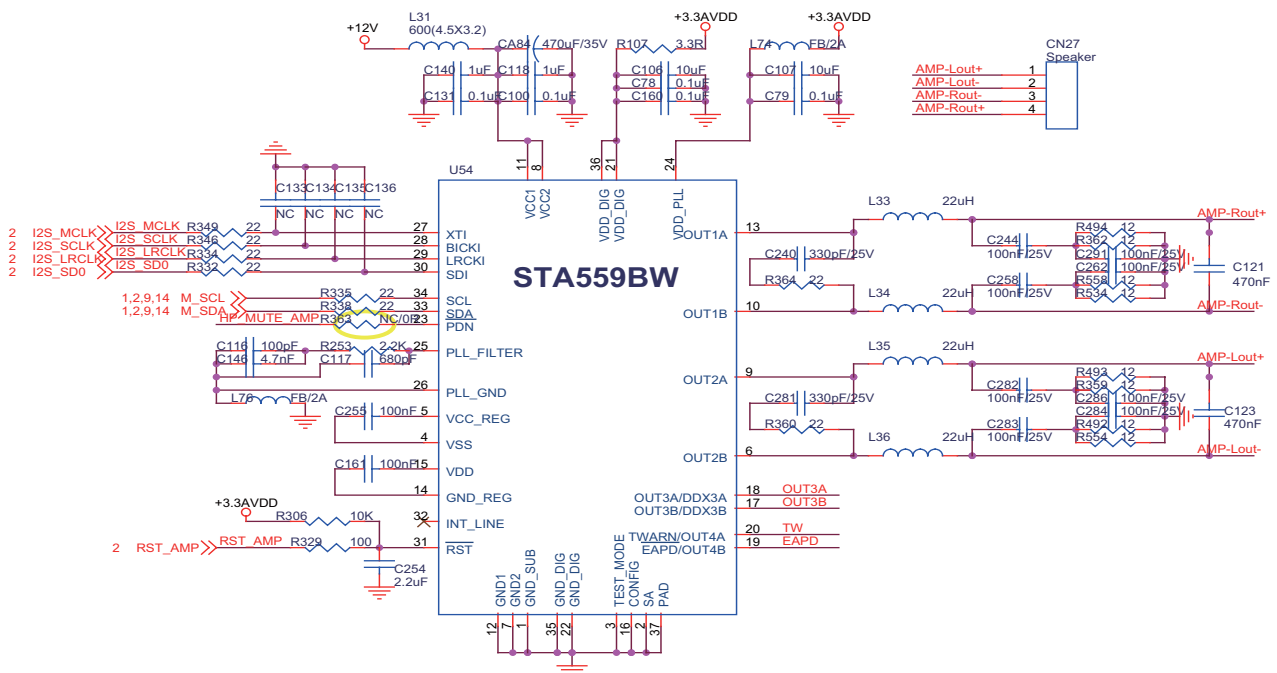 L31
600(4.5X3.2)
+12V
CA84 470uF/35V
C140 1uF C118 1uF
C131 0.1uF C100 0.1uF
+3.3AVDD
R107 3.3R
C106 10uF
C78 0.1uF
C160 0.1uF
+3.3AVDD
L74 FB/2A
C107 10uF
C79 0.1uF
CN27
Speaker
AMP-Lout+ 1
AMP-Lout- 2
AMP-Rout- 3
AMP-Rout+ 4
U54
STA559BW
11 8 36 21 24
VCC1 VCC2 VDD_DIG VDD_DIG VDD_PLL
C133 C134 C135 C136
NC NC NC NC
2 I2S_MCLK I2S_MCLK R349 22 27 XTI
2 I2S_SCLK I2S_SCLK R346 22 28 BICKI
2 I2S_LRCLK I2S_LRCLK R334 22 29 LRCKI
2 I2S_SD0 I2S_SD0 R332 22 30 SDI
1,2,9,14 M_SCL R335 22 34 SCL
1,2,9,14 M_SDA R338 22 33 SDA
HP_MUTE_AMP R363 NC/0R 23 PDN
C116 100pF R253 2.2K 25 PLL_FILTER
C146 4.7nF C117 680pF
26 PLL_GND
L76 FB/2A
C255 100nF 5 VCC_REG
4 VSS
C161 100nF 15 VDD
14 GND_REG
+3.3AVDD
R306 10K 32 INT_LINE
2 RST_AMP RST_AMP R329 100 31 RST
C254
2.2uF
OUT1A 13
L33 22uH
C240 330pF/25V
R364 22
OUT1B 10
L34 22uH
C244
100nF/25V
C258
100nF/25V
R494 12
R362 12
C291 100nF/25V
C262 100nF/25V
R558 12
R534 12
AMP-Rout+
C121
470nF
AMP-Rout-
OUT2A 9
L35 22uH
C281 330pF/25V
R360 22
OUT2B 6
L36 22uH
C282
100nF/25V
C283
100nF/25V
R493 12
R359 12
C286 100nF/25V
C284 100nF/25V
R492 12
R554 12
AMP-Lout+
C123
470nF
AMP-Lout-
OUT3A/DDX3A 18 OUT3A
OUT3B/DDX3B 17 OUT3B
TWARN/OUT4A 20 TW
EAPD/OUT4B 19 EAPD
GND1 GND2 GND_SUB GND_DIG GND_DIG TEST_MODE CONFIG SA PAD
12 7 1 35 22 3 16 2 37